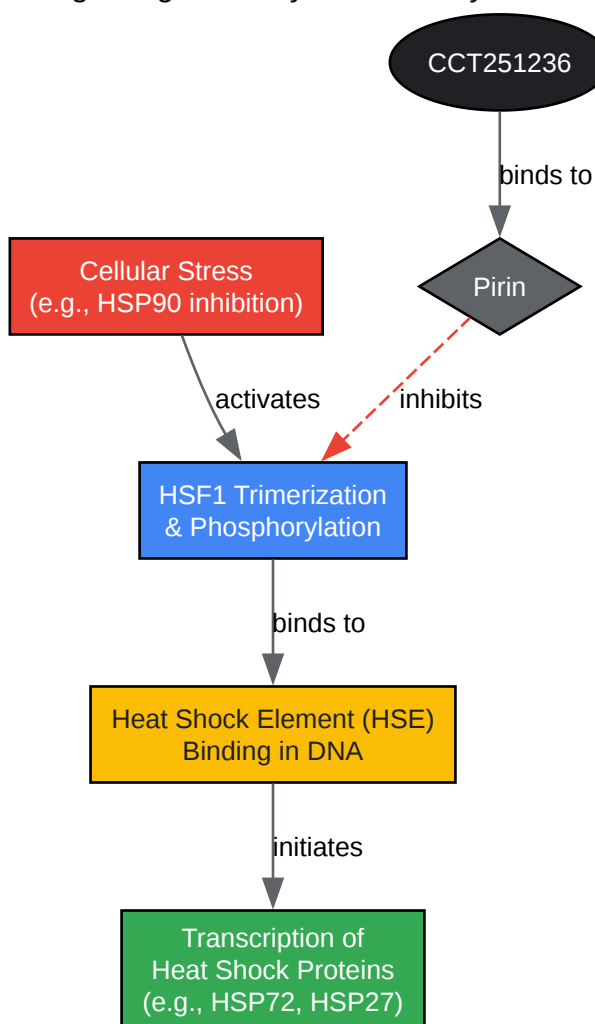 CCT251236
binds to
Pirin
Cellular Stress
(e.g., HSP90 inhibition)
activates
inhibits
HSF1 Trimerization
& Phosphorylation
binds to
Heat Shock Element (HSE)
Binding in DNA
initiates
Transcription of
Heat Shock Proteins
(e.g., HSP72, HSP27)